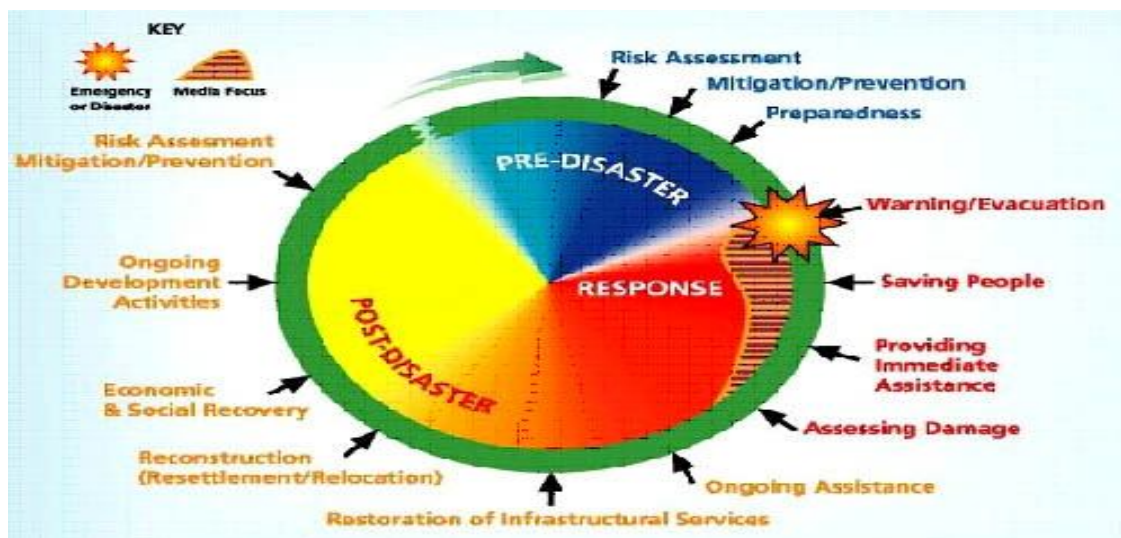 KEY
Emergency
or Disaster
Media Focus
Risk Assessment
Mitigation/Prevention
Preparedness
Warning/Evacuation
Saving People
Providing
Immediate
Assistance
Assessing Damage
Ongoing Assistance
Restoration of Infrastructural Services
Reconstruction
(Resettlement/Relocation)
Economic
& Social Recovery
Ongoing
Development
Activities
Risk Assesment
Mitigation/Prevention
PRE-DISASTER
RESPONSE
POST-DISASTER